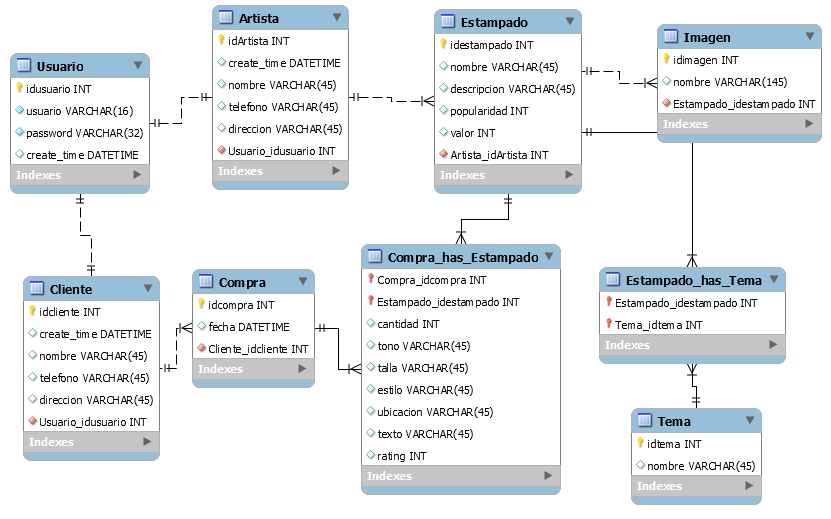 Usuario
idusuario INT
usuario VARCHAR(16)
password VARCHAR(32)
create_time DATETIME
Indexes
Artista
idArtista INT
create_time DATETIME
nombre VARCHAR(45)
telefono VARCHAR(45)
direccion VARCHAR(45)
Usuario_idusuario INT
Indexes
Estampado
idestampado INT
nombre VARCHAR(45)
descripcion VARCHAR(45)
popularidad INT
valor INT
Artista_idArtista INT
Indexes
Imagen
idimagen INT
nombre VARCHAR(145)
Estampado_idestampado INT
Indexes
Cliente
idcliente INT
create_time DATETIME
nombre VARCHAR(45)
telefono VARCHAR(45)
direccion VARCHAR(45)
Usuario_idusuario INT
Indexes
Compra
idcompra INT
fecha DATETIME
Cliente_idcliente INT
Indexes
Compra_has_Estampado
Compra_idcompra INT
Estampado_idestampado INT
cantidad INT
tono VARCHAR(45)
talla VARCHAR(45)
estilo VARCHAR(45)
ubicacion VARCHAR(45)
texto VARCHAR(45)
rating INT
Indexes
Estampado_has_Tema
Estampado_idestampado INT
Tema_idtema INT
Indexes
Tema
idtema INT
nombre VARCHAR(45)
Indexes